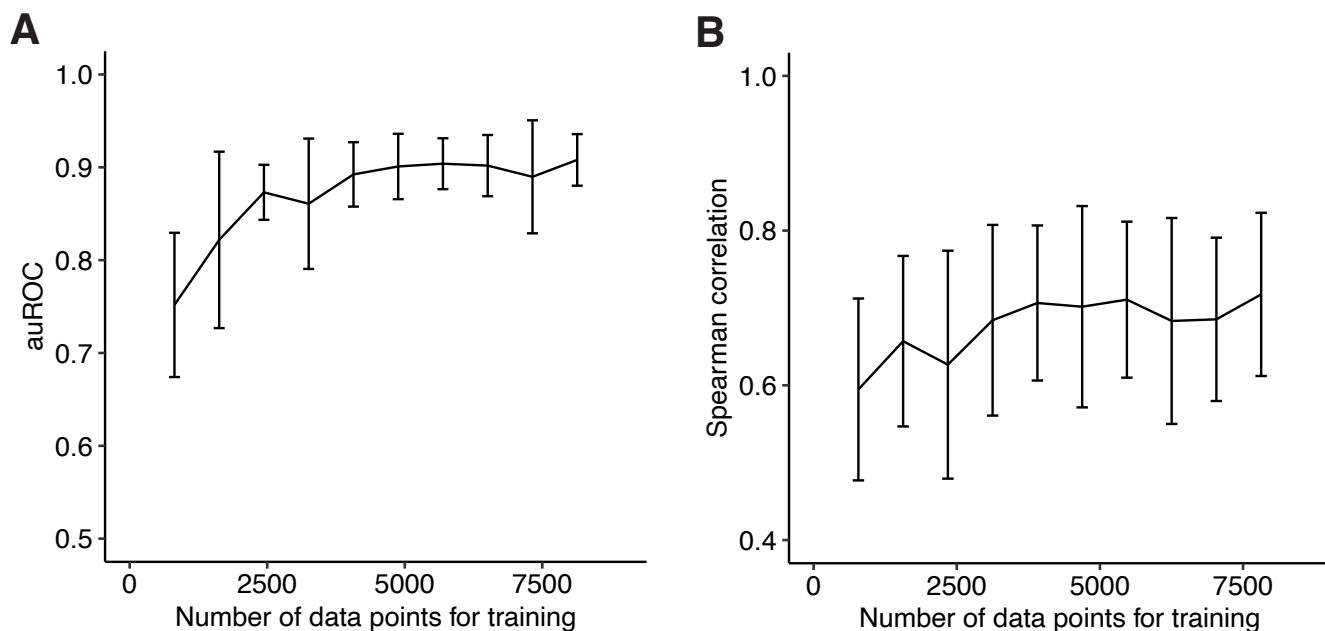 A
1.0
0.9
0.8
0.7
0.6
0.5
auROC
0 2500 5000 7500
Number of data points for training
B
1.0
0.8
0.6
0.4
Spearman correlation
0 2500 5000 7500
Number of data points for training